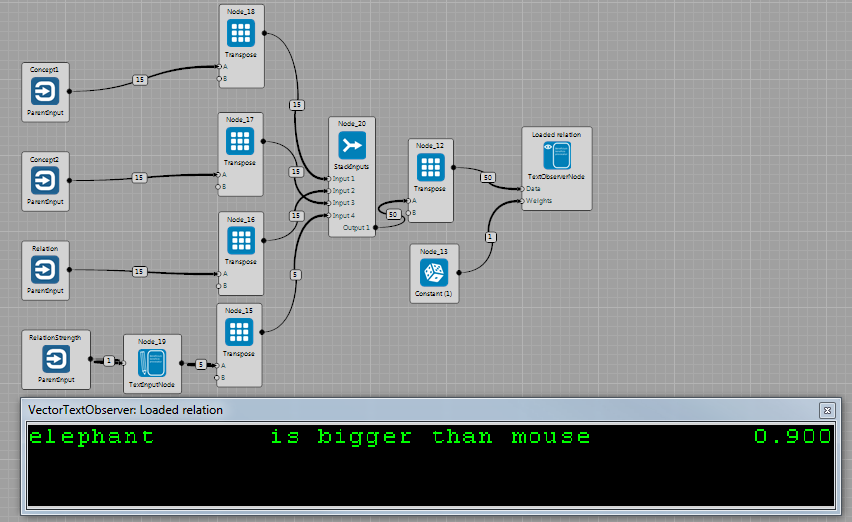 Node_18
Transpose
A
B
Concept1
ParentInput
15
15
Node_17
Transpose
A
B
Concept2
ParentInput
15
15
Node_20
StackInputs
Input 1
Input 2
Input 3
Input 4
Output 1
Node_12
Transpose
A
B
50
50
Loaded relation
TextObserverNode
Data
Weights
Node_16
Transpose
A
B
Relation
ParentInput
15
15
Node_13
Constant (1)
1
Node_15
Transpose
A
B
5
RelationStrength
ParentInput
1
Node_19
TextInputNode
5
VectorTextObserver: Loaded relation
elephant is bigger than mouse 0.900